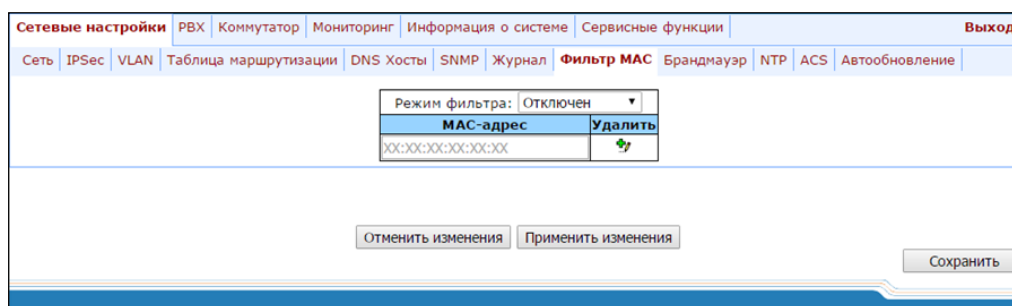 Сетевые настройки PBX Коммутатор Мониторинг Информация о системе Сервисные функции Выход
Сеть IPSec VLAN Таблица маршрутизации DNS Хосты SNMP Журнал Фильтр MAC Брандмауэр NTP ACS Автообновление
Режим фильтра: Отключен
MAC-адрес Удалить
XX:XX:XX:XX:XX:XX
Отменить изменения Применить изменения
Сохранить